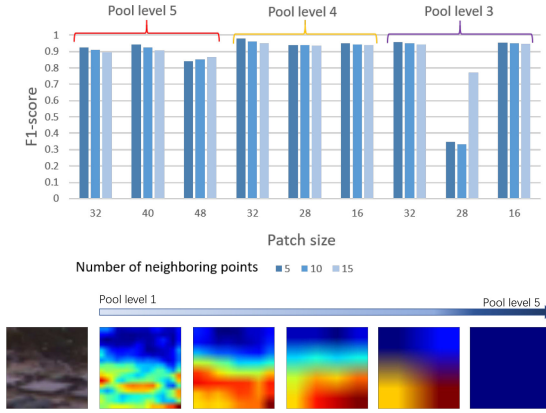 Pool level 5 Pool level 4 Pool level 3
1
0.9
0.8
0.7
0.6
0.5
0.4
0.3
0.2
0.1
0
F1-score
32 40 48 32 28 16 32 28 16
Patch size
Number of neighboring points 5 10 15
Pool level 1 Pool level 5